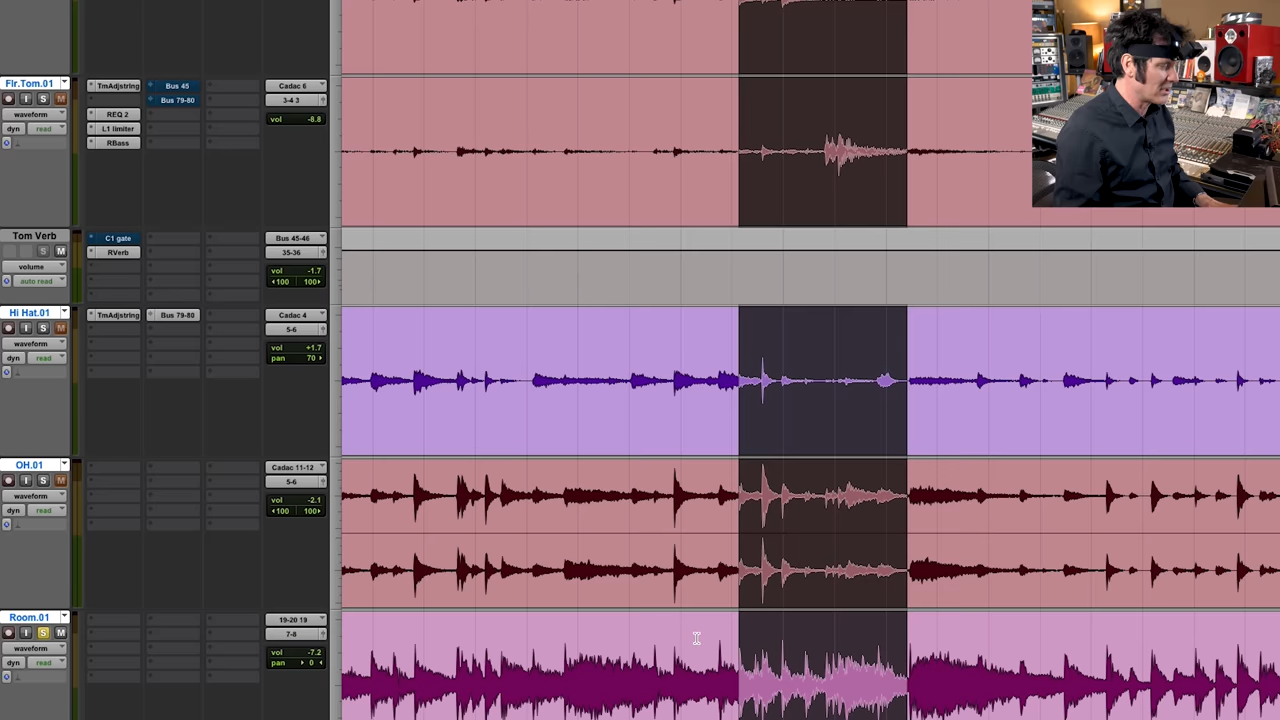 Flr.Tom.01
TmAdjstrIng
Bus 45
Cadac 6
I
S
M
Bus 79-80
3-4 3
waveform
REQ 2
vol
-8.8
dyn
read
L1 limiter
RBass
Tom Verb
C1 gate
Bus 45-46
S
M
RVerb
35-36
volume
vol
-1.7
auto read
100
100
Hi Hat.01
TmAdjstrIng
Bus 79-80
Cadac 4
I
S
M
5-6
waveform
vol
+1.7
dyn
read
pan
70
OH.01
Cadac 11-12
I
S
M
5-6
waveform
vol
-2.1
dyn
read
100
100
Room.01
19-20 19
I
S
M
7-8
waveform
vol
-7.2
dyn
read
pan
0